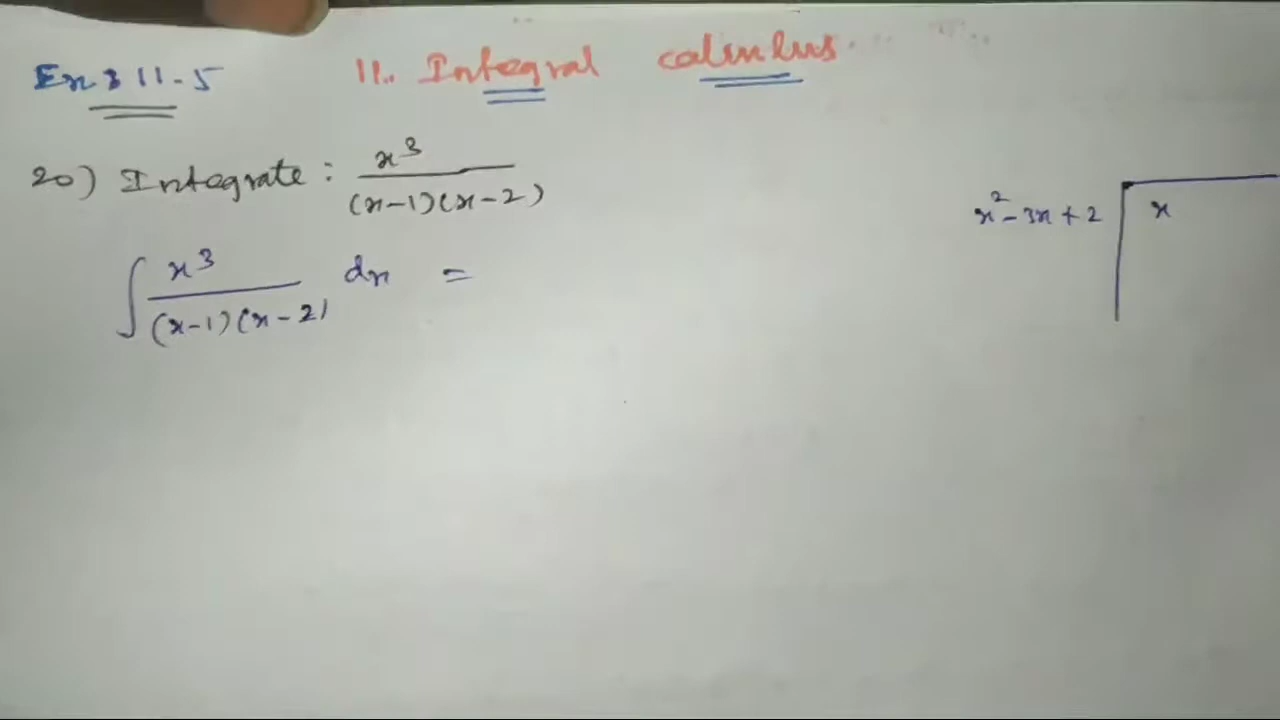 Ex : 11.5
11. Integral calculus
20) Integrate : x³ / (x-1)(x-2)
∫ x³ / (x-1)(x-2) dx =
x² - 3x + 2 | x